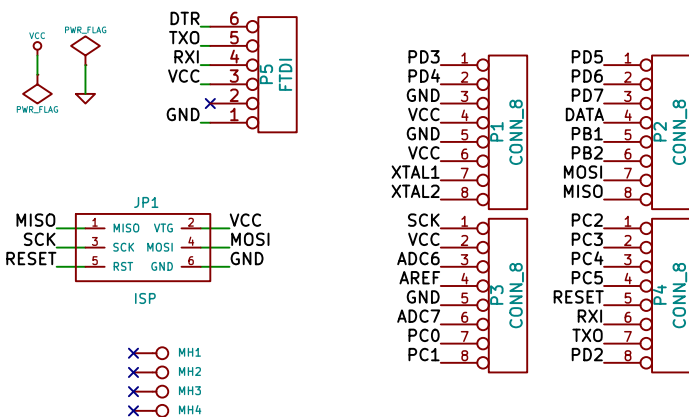 VCC
PWR_FLAG
PWR_FLAG
DTR 6
TXO 5
RXI 4
VCC 3
2
GND 1
P5
FTDI
PD3 1
PD4 2
GND 3
VCC 4
GND 5
VCC 6
XTAL1 7
XTAL2 8
P1
CONN_8
PD5 1
PD6 2
PD7 3
DATA 4
PB1 5
PB2 6
MOSI 7
MISO 8
P2
CONN_8
JP1
MISO 1 MISO VTG 2 VCC
SCK 3 SCK MOSI 4 MOSI
RESET 5 RST GND 6 GND
ISP
SCK 1
VCC 2
ADC6 3
AREF 4
GND 5
ADC7 6
PC0 7
PC1 8
P3
CONN_8
PC2 1
PC3 2
PC4 3
PC5 4
RESET 5
RXI 6
TXO 7
PD2 8
P4
CONN_8
MH1
MH2
MH3
MH4